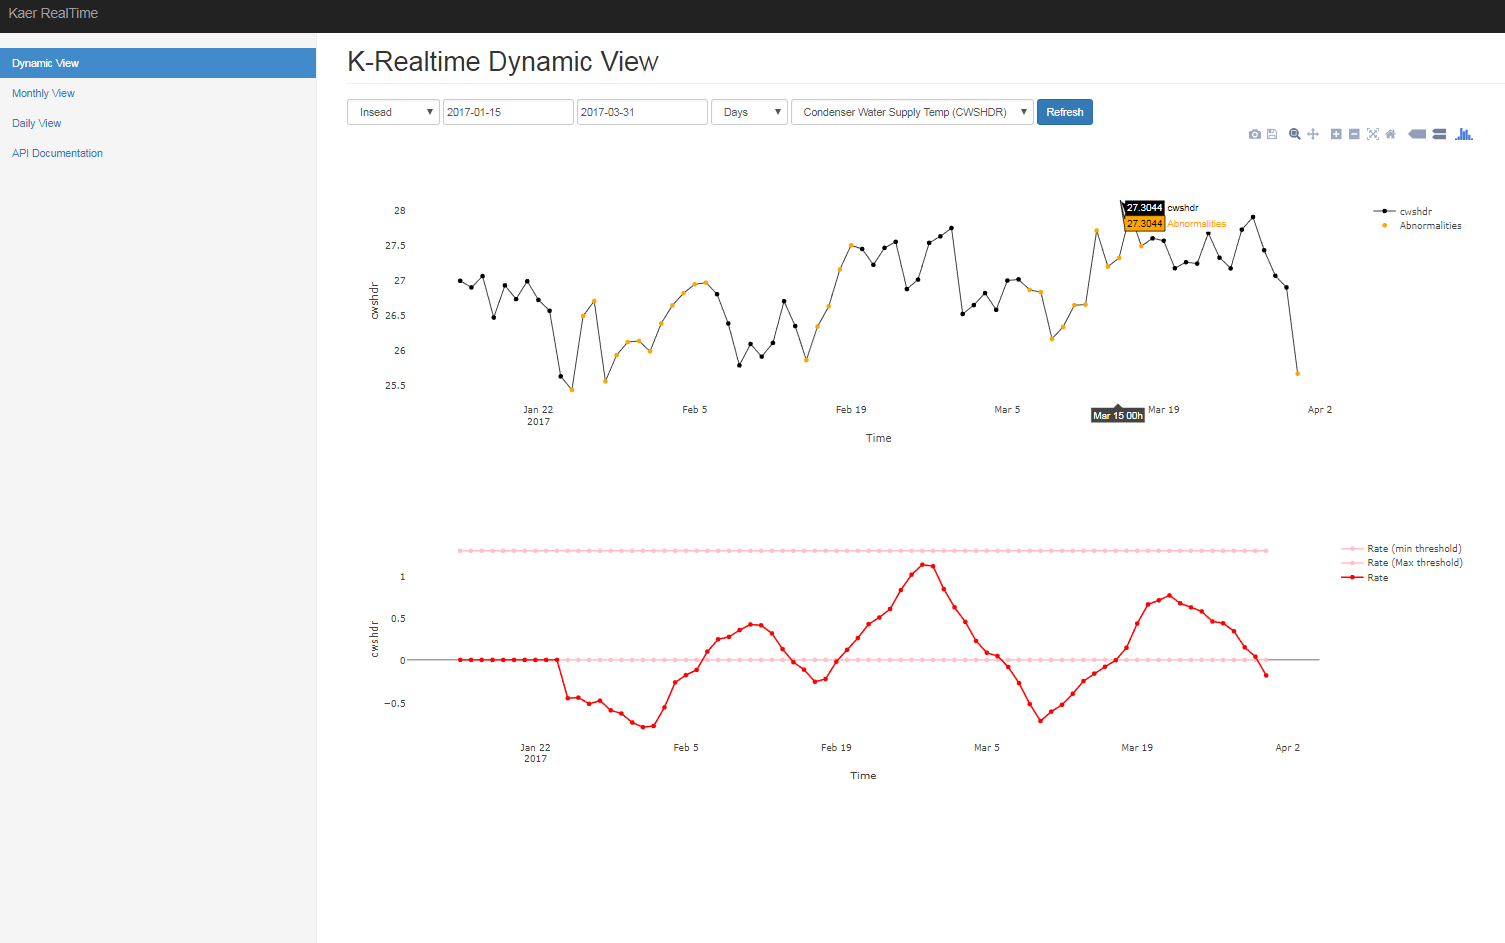 Kaer RealTime
Dynamic View
Monthly View
Daily View
API Documentation
K-Realtime Dynamic View
Insead 2017-01-15 2017-03-31 Days Condenser Water Supply Temp (CWSHDR) Refresh
28
27.5
27
26.5
26
25.5
cwshdr
27.3044 cwshdr
27.3044 Abnormalities
cwshdr
Abnormalities
Jan 22 Feb 5 Feb 19 Mar 5 Mar 19 Apr 2
2017
Mar 15 00h
Time
1
0.5
0
−0.5
cwshdr
Rate (min threshold)
Rate (Max threshold)
Rate
Jan 22 Feb 5 Feb 19 Mar 5 Mar 19 Apr 2
2017
Time